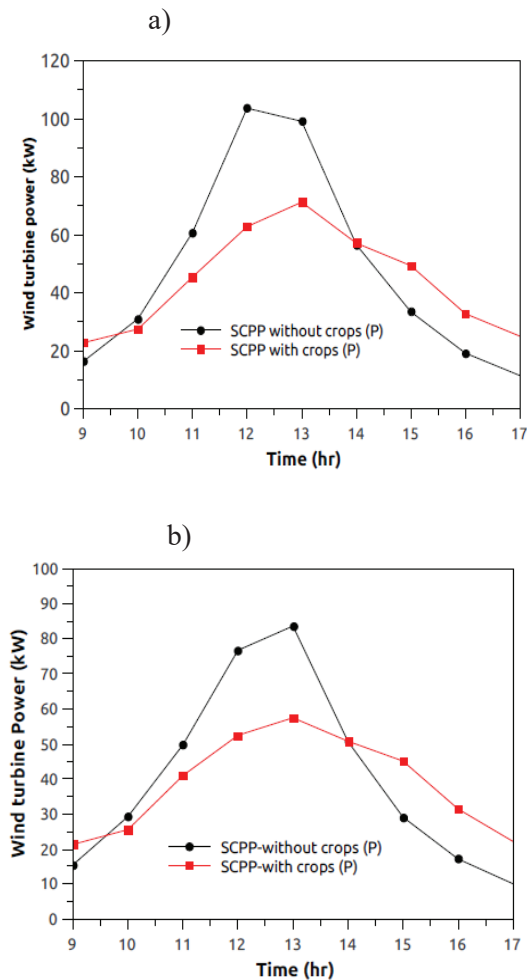 a)
120
100
80
60
40
20
0
Wind turbine power (kW)
SCPP without crops (P)
SCPP with crops (P)
9 10 11 12 13 14 15 16 17
Time (hr)
b)
100
90
80
70
60
50
40
30
20
10
0
Wind turbine Power (kW)
SCPP-without crops (P)
SCPP-with crops (P)
9 10 11 12 13 14 15 16 17
Time (hr)